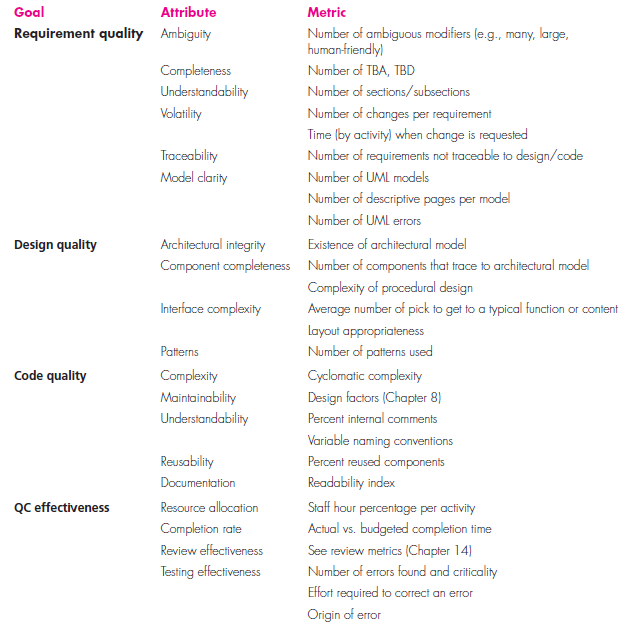 Goal Attribute Metric
Requirement quality Ambiguity Number of ambiguous modifiers (e.g., many, large,
human-friendly)
Completeness Number of TBA, TBD
Understandability Number of sections/subsections
Volatility Number of changes per requirement
Time (by activity) when change is requested
Traceability Number of requirements not traceable to design/code
Model clarity Number of UML models
Number of descriptive pages per model
Number of UML errors
Design quality Architectural integrity Existence of architectural model
Component completeness Number of components that trace to architectural model
Complexity of procedural design
Interface complexity Average number of pick to get to a typical function or content
Layout appropriateness
Patterns Number of patterns used
Code quality Complexity Cyclomatic complexity
Maintainability Design factors (Chapter 8)
Understandability Percent internal comments
Variable naming conventions
Reusability Percent reused components
Documentation Readability index
QC effectiveness Resource allocation Staff hour percentage per activity
Completion rate Actual vs. budgeted completion time
Review effectiveness See review metrics (Chapter 14)
Testing effectiveness Number of errors found and criticality
Effort required to correct an error
Origin of error